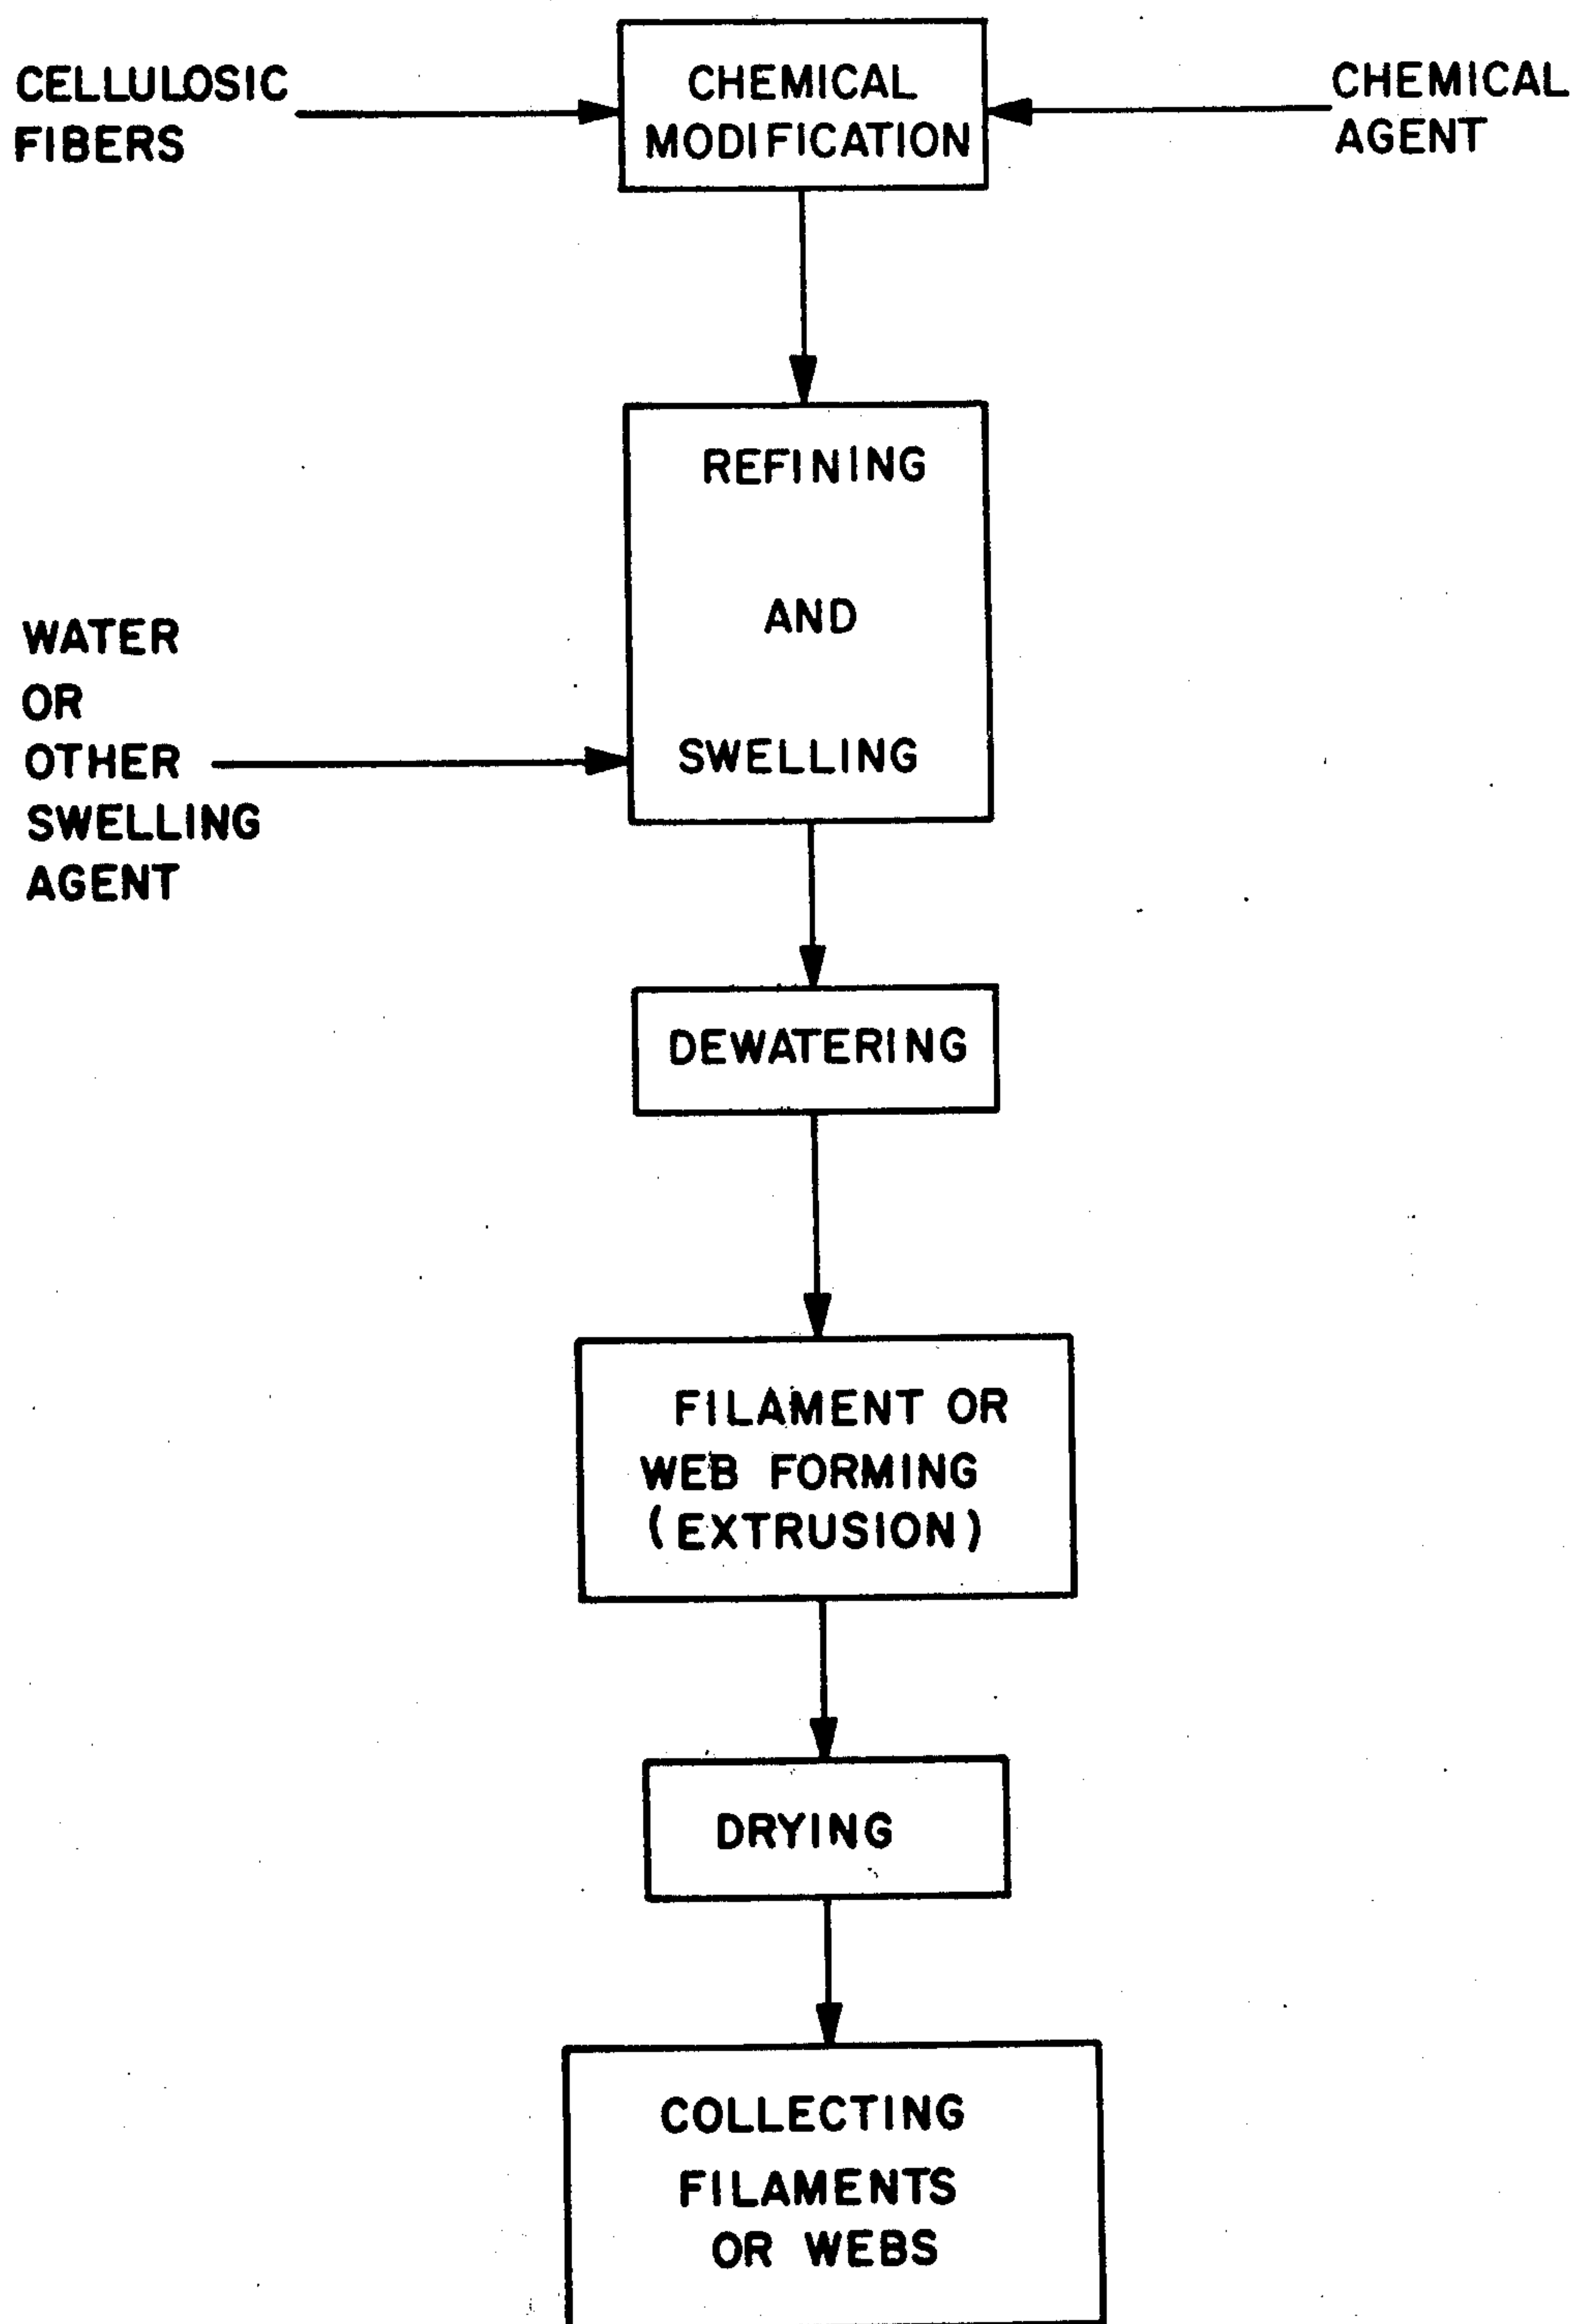 CELLULOSIC
FIBERS
CHEMICAL
MODIFICATION
CHEMICAL
AGENT
REFINING
AND
SWELLING
WATER
OR
OTHER
SWELLING
AGENT
DEWATERING
FILAMENT OR
WEB FORMING
(EXTRUSION)
DRYING
COLLECTING
FILAMENTS
OR WEBS